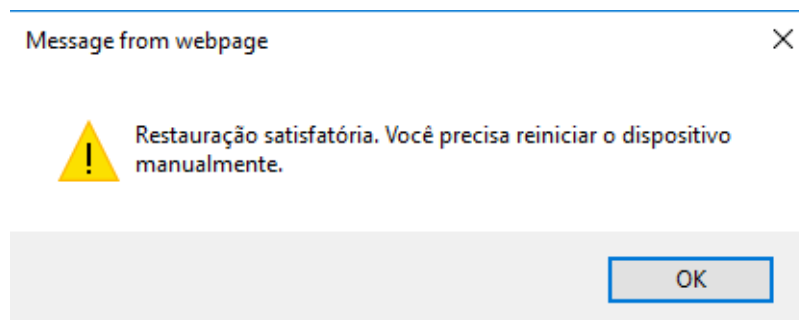 Message from webpage
Restauração satisfatória. Você precisa reiniciar o dispositivo
manualmente.
OK